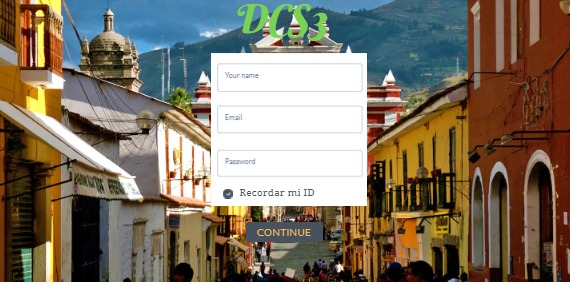 DCS3
Your name
Email
Password
Recordar mi ID
CONTINUE